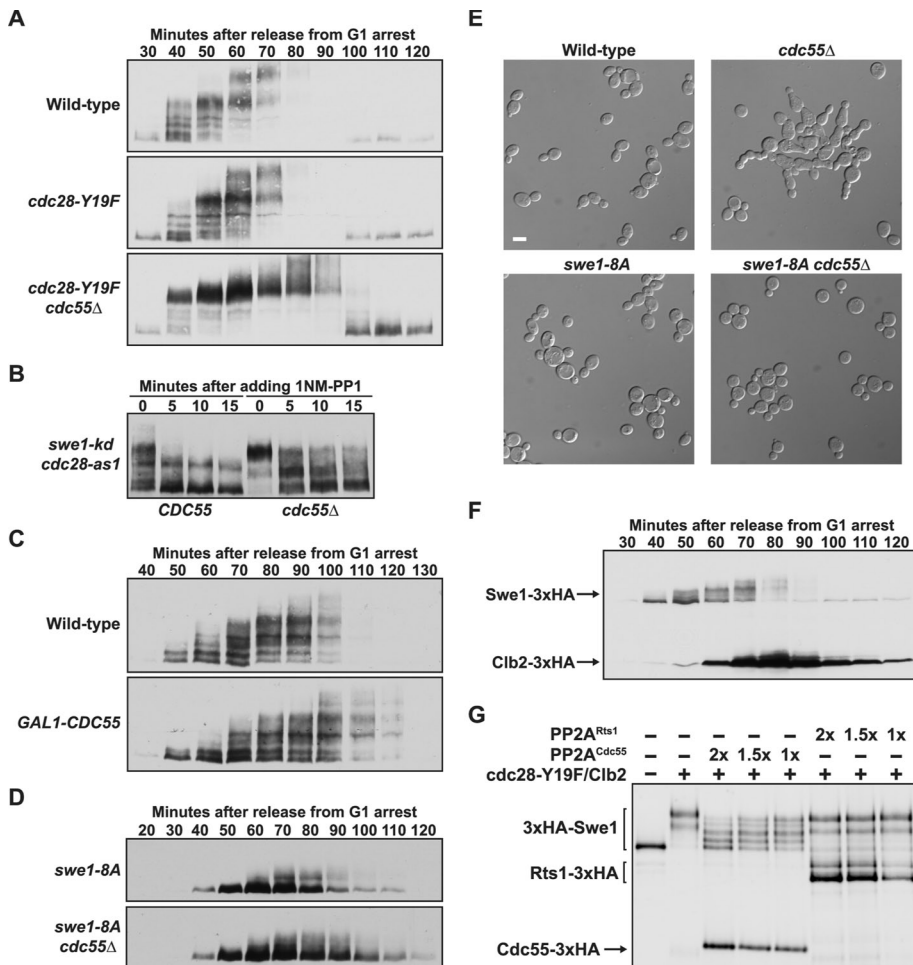 A
Minutes after release from G1 arrest
30 40 50 60 70 80 90 100 110 120
Wild-type
cdc28-Y19F
cdc28-Y19F
cdc55Δ
B
Minutes after adding 1NM-PP1
0 5 10 15 0 5 10 15
swe1-kd
cdc28-as1
CDC55 cdc55Δ
C
Minutes after release from G1 arrest
40 50 60 70 80 90 100 110 120 130
Wild-type
GAL1-CDC55
D
Minutes after release from G1 arrest
20 30 40 50 60 70 80 90 100 110 120
swe1-8A
swe1-8A
cdc55Δ
E
Wild-type cdc55Δ
swe1-8A swe1-8A cdc55Δ
F
Minutes after release from G1 arrest
30 40 50 60 70 80 90 100 110 120
Swe1-3xHA
Clb2-3xHA
G
PP2A^Rts1 – – – – – 2x 1.5x 1x
PP2A^Cdc55 – – 2x 1.5x 1x – – –
cdc28-Y19F/Clb2 – + + + + + + +
3xHA-Swe1
Rts1-3xHA
Cdc55-3xHA